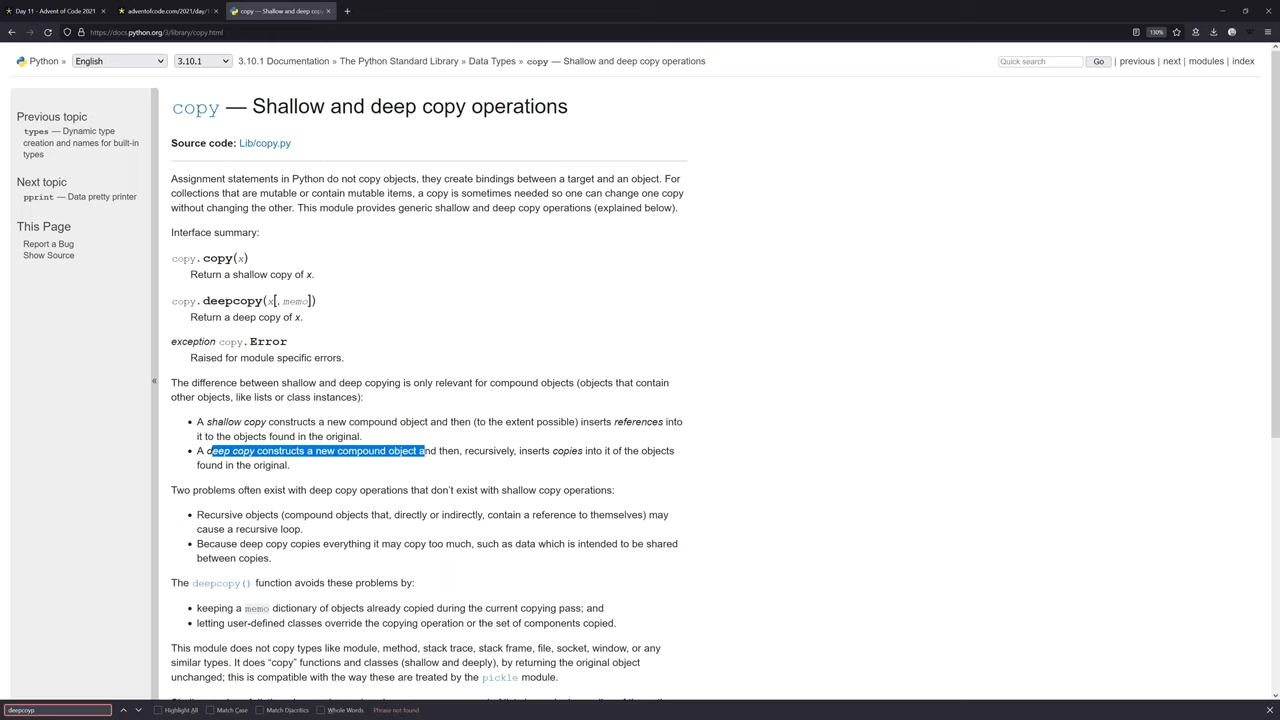 Day 11 - Advent of Code 2021
adventofcode.com/2021/day/1
copy — Shallow and deep cop
https://docs.python.org/3/library/copy.html
130%
Python »
English
3.10.1
3.10.1 Documentation » The Python Standard Library » Data Types » copy — Shallow and deep copy operations
Quick search
Go
| previous | next | modules | index
Previous topic
types — Dynamic type
creation and names for built-in
types
Next topic
pprint — Data pretty printer
This Page
Report a Bug
Show Source
«
copy — Shallow and deep copy operations
Source code: Lib/copy.py
Assignment statements in Python do not copy objects, they create bindings between a target and an object. For
collections that are mutable or contain mutable items, a copy is sometimes needed so one can change one copy
without changing the other. This module provides generic shallow and deep copy operations (explained below).
Interface summary:
copy.copy(x)
Return a shallow copy of x.
copy.deepcopy(x[, memo])
Return a deep copy of x.
exception copy.Error
Raised for module specific errors.
The difference between shallow and deep copying is only relevant for compound objects (objects that contain
other objects, like lists or class instances):
• A shallow copy constructs a new compound object and then (to the extent possible) inserts references into
it to the objects found in the original.
• A deep copy constructs a new compound object and then, recursively, inserts copies into it of the objects
found in the original.
Two problems often exist with deep copy operations that don’t exist with shallow copy operations:
• Recursive objects (compound objects that, directly or indirectly, contain a reference to themselves) may
cause a recursive loop.
• Because deep copy copies everything it may copy too much, such as data which is intended to be shared
between copies.
The deepcopy() function avoids these problems by:
• keeping a memo dictionary of objects already copied during the current copying pass; and
• letting user-defined classes override the copying operation or the set of components copied.
This module does not copy types like module, method, stack trace, stack frame, file, socket, window, or any
similar types. It does “copy” functions and classes (shallow and deeply), by returning the original object
unchanged; this is compatible with the way these are treated by the pickle module.
deepcoyp
Highlight All
Match Case
Match Diacritics
Whole Words
Phrase not found